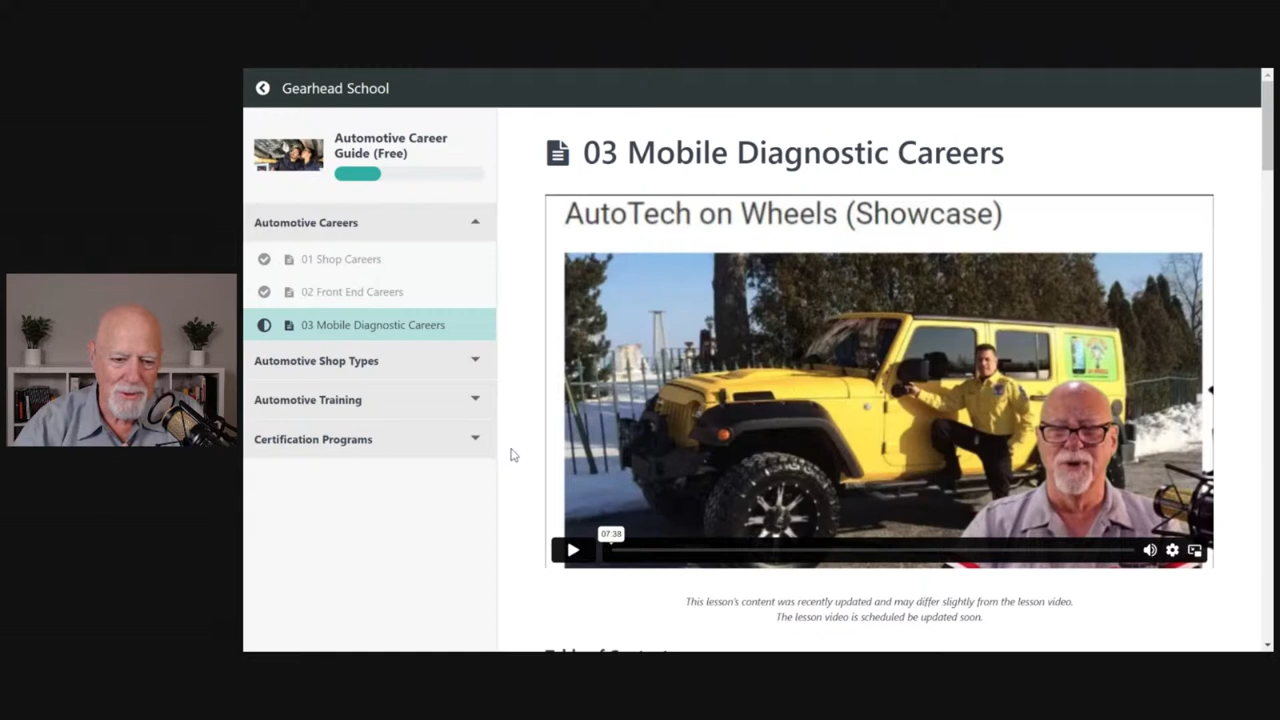 Gearhead School
Automotive Career
Guide (Free)
Automotive Careers
01 Shop Careers
02 Front End Careers
03 Mobile Diagnostic Careers
Automotive Shop Types
Automotive Training
Certification Programs
03 Mobile Diagnostic Careers
AutoTech on Wheels (Showcase)
07:38
This lesson's content was recently updated and may differ slightly from the lesson video.
The lesson video is scheduled be updated soon.